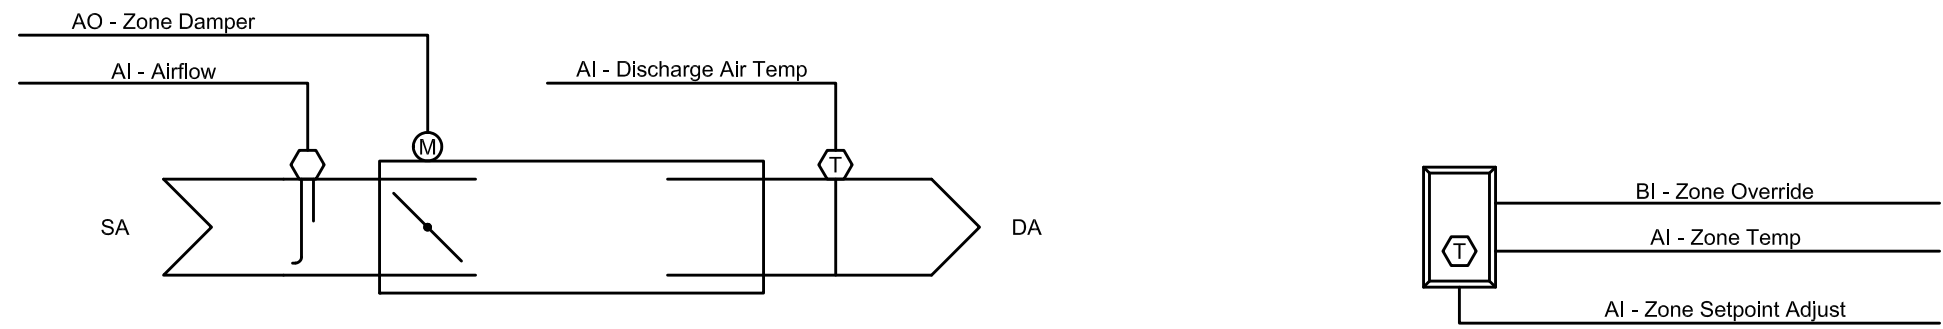 AO - Zone Damper
AI - Airflow
AI - Discharge Air Temp
M
T
SA
DA
BI - Zone Override
AI - Zone Temp
T
AI - Zone Setpoint Adjust